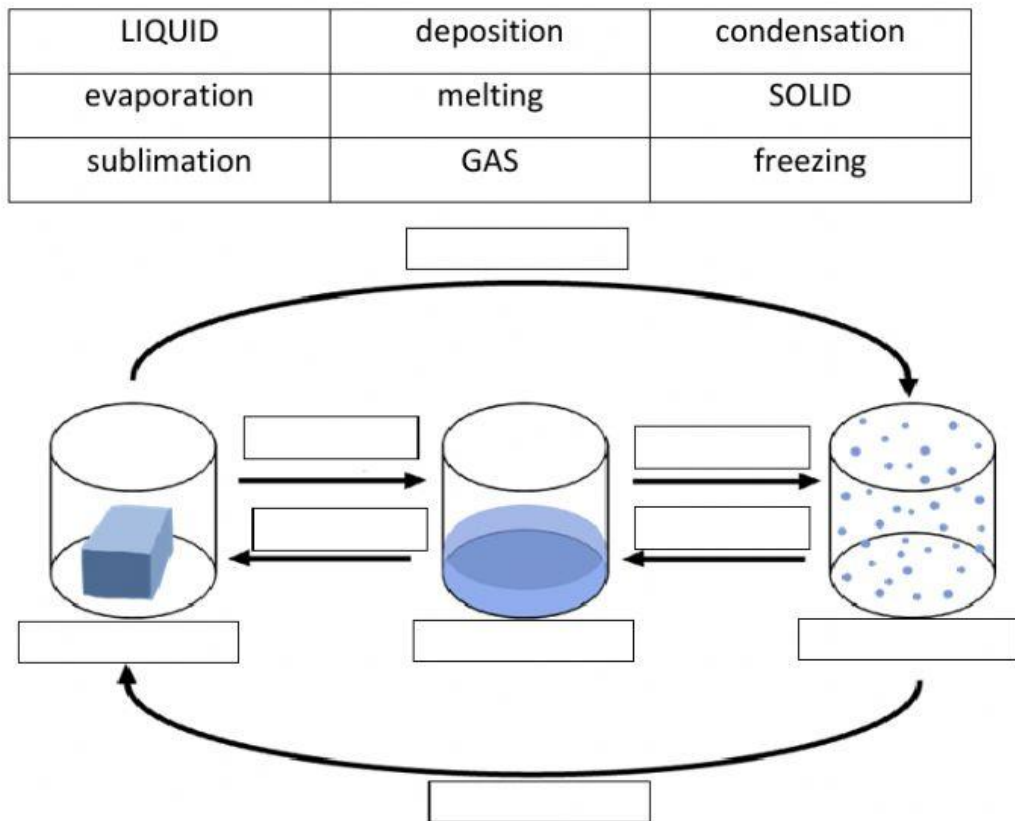 LIQUID deposition condensation
evaporation melting SOLID
sublimation GAS freezing